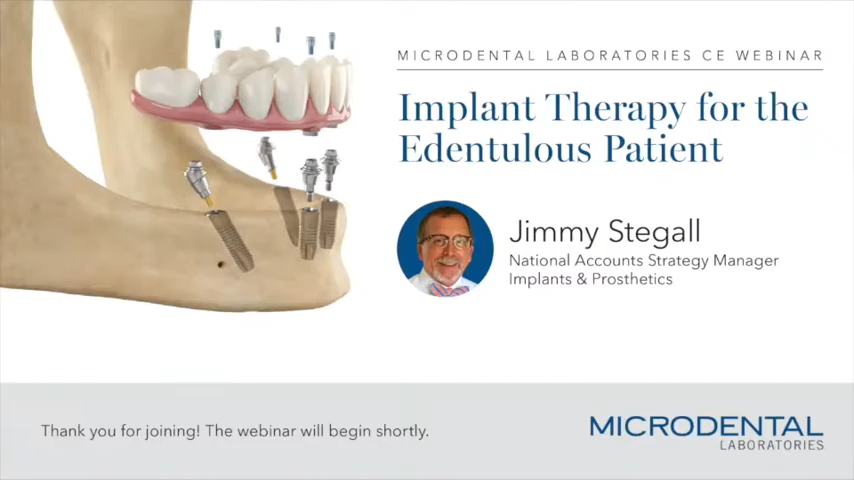 MICRODENTAL LABORATORIES CE WEBINAR
Implant Therapy for the
Edentulous Patient
Jimmy Stegall
National Accounts Strategy Manager
Implants & Prosthetics
Thank you for joining! The webinar will begin shortly.
MICRODENTAL
LABORATORIES